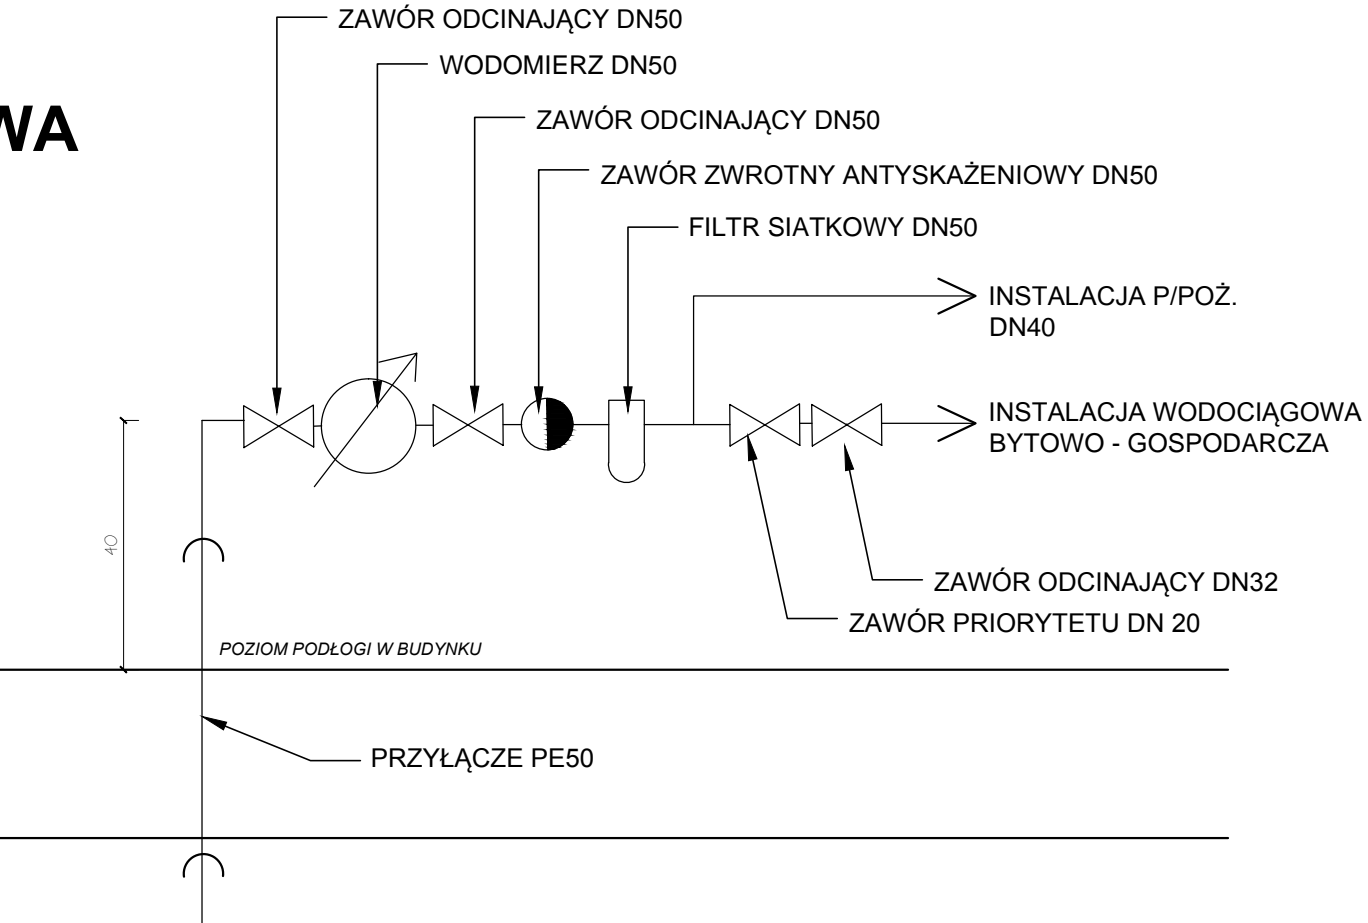 ZAWÓR ODCINAJĄCY DN50
WODOMIERZ DN50
WA
ZAWÓR ODCINAJĄCY DN50
ZAWÓR ZWROTNY ANTYSKAŻENIOWY DN50
FILTR SIATKOWY DN50
INSTALACJA P/POŻ.
DN40
INSTALACJA WODOCIĄGOWA
BYTOWO - GOSPODARCZA
40
ZAWÓR ODCINAJĄCY DN32
ZAWÓR PRIORYTETU DN 20
POZIOM PODŁOGI W BUDYNKU
PRZYŁĄCZE PE50